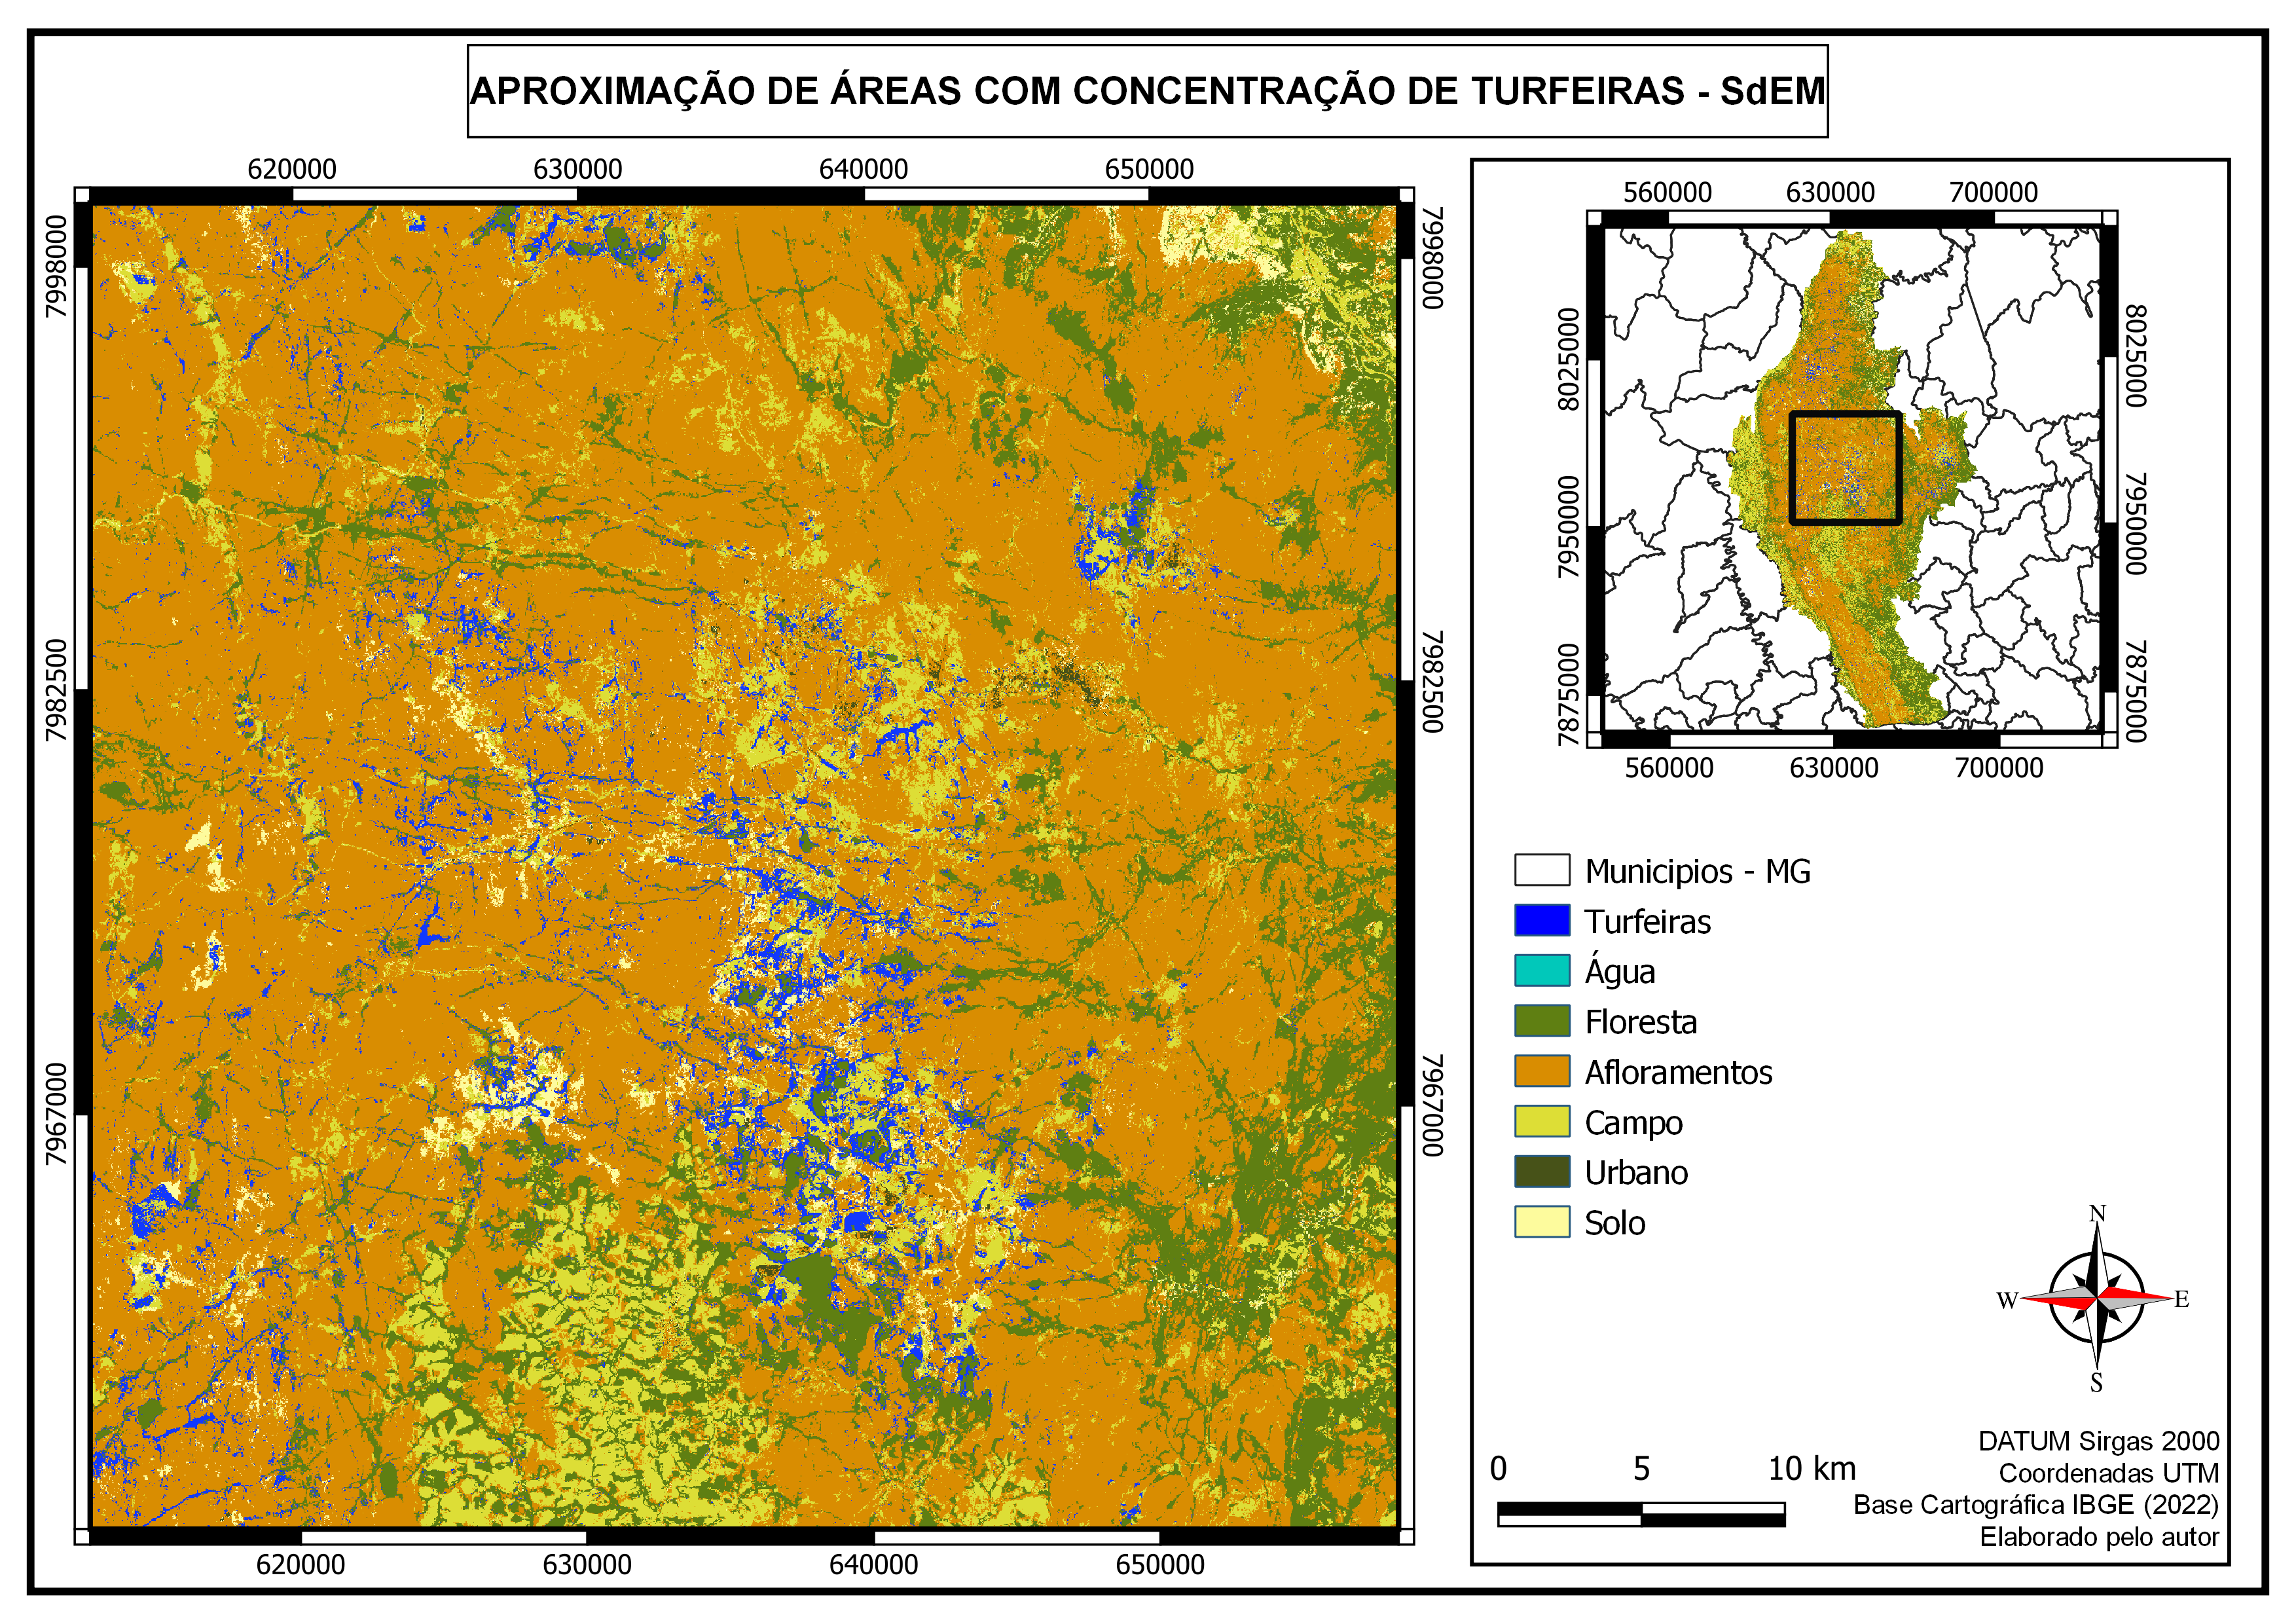 APROXIMAÇÃO DE ÁREAS COM CONCENTRAÇÃO DE TURFEIRAS - SdEM
620000 630000 640000 650000
7998000
7982500
7967000
7998000
7982500
7967000
620000 630000 640000 650000
560000 630000 700000
8025000
7950000
7875000
8025000
7950000
7875000
560000 630000 700000
Municipios - MG
Turfeiras
Água
Floresta
Afloramentos
Campo
Urbano
Solo
N
W E
S
0 5 10 km
DATUM Sirgas 2000
Coordenadas UTM
Base Cartográfica IBGE (2022)
Elaborado pelo autor